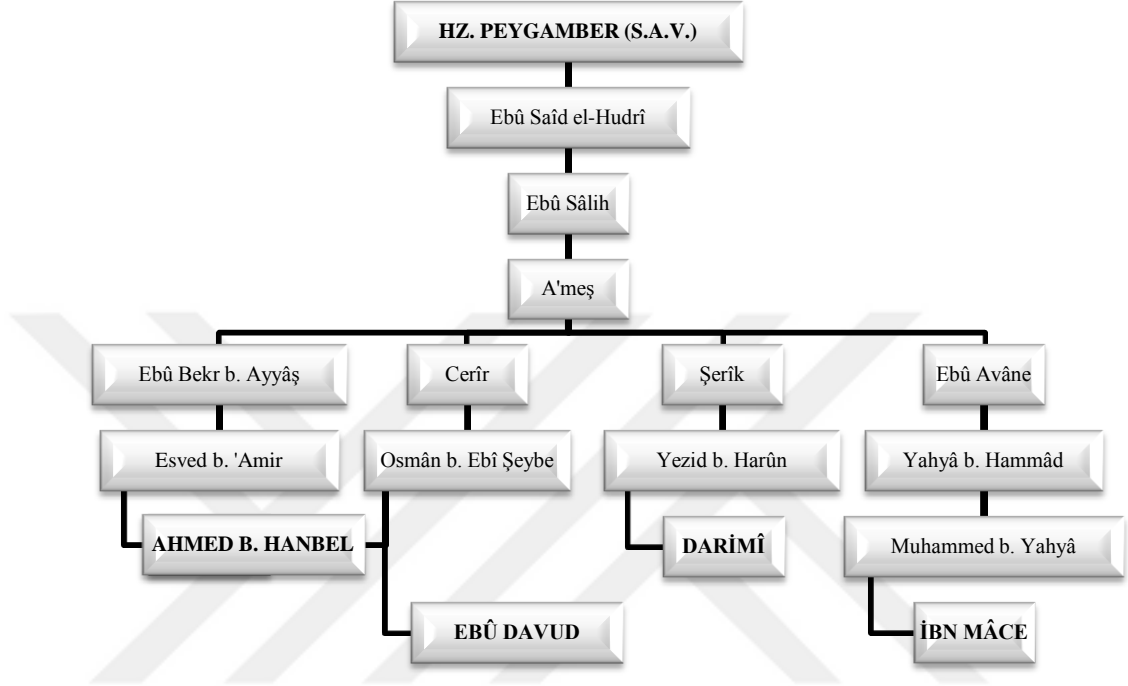 HZ. PEYGAMBER (S.A.V.)
Ebû Saîd el-Hudrî
Ebû Sâlih
A'meş
Ebû Bekr b. Ayyâş
Cerîr
Şerîk
Ebû Avâne
Esved b. 'Amir
Osmân b. Ebî Şeybe
Yezid b. Harûn
Yahyâ b. Hammâd
AHMED B. HANBEL
DARİMÎ
Muhammed b. Yahyâ
EBÛ DAVUD
İBN MÂCE